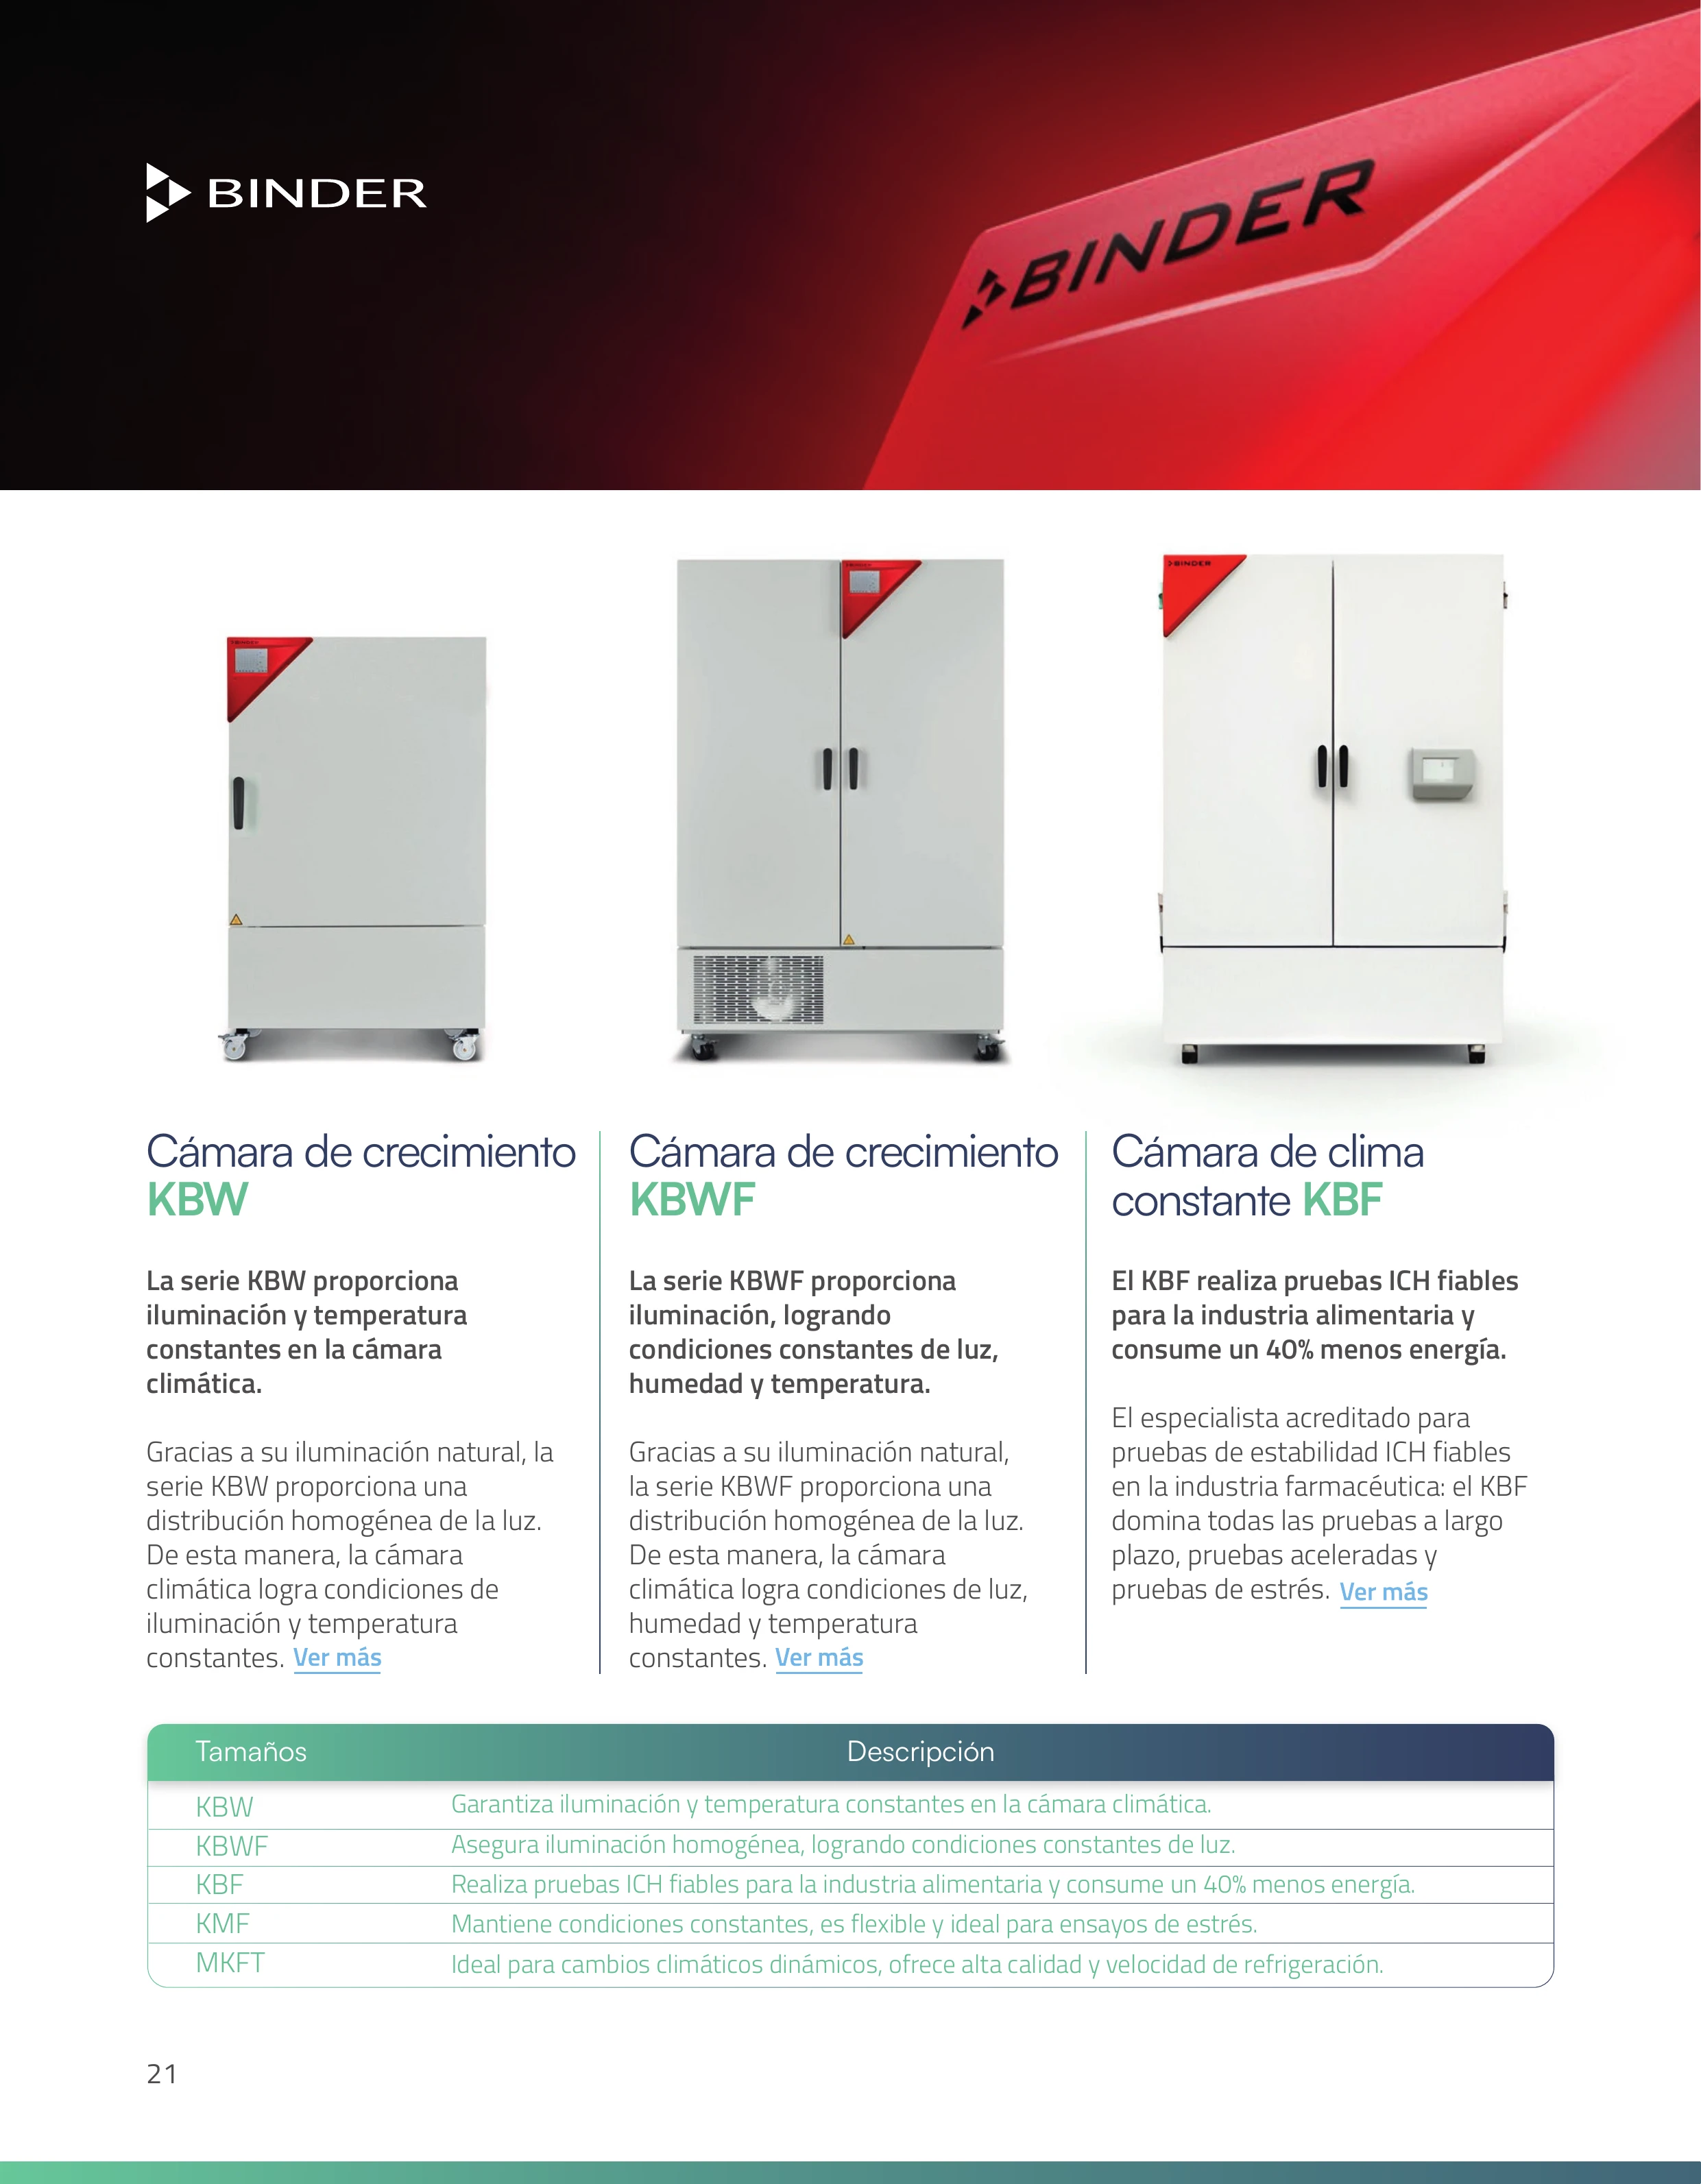 BINDER
BINDER
BINDER
Cámara de crecimiento
KBW
La serie KBW proporciona
iluminación y temperatura
constantes en la cámara
climática.
Gracias a su iluminación natural, la
serie KBW proporciona una
distribución homogénea de la luz.
De esta manera, la cámara
climática logra condiciones de
iluminación y temperatura
constantes. Ver más
Cámara de crecimiento
KBWF
La serie KBWF proporciona
iluminación, logrando
condiciones constantes de luz,
humedad y temperatura.
Gracias a su iluminación natural,
la serie KBWF proporciona una
distribución homogénea de la luz.
De esta manera, la cámara
climática logra condiciones de luz,
humedad y temperatura
constantes. Ver más
Cámara de clima
constante KBF
El KBF realiza pruebas ICH fiables
para la industria alimentaria y
consume un 40% menos energía.
El especialista acreditado para
pruebas de estabilidad ICH fiables
en la industria farmacéutica: el KBF
domina todas las pruebas a largo
plazo, pruebas aceleradas y
pruebas de estrés. Ver más
Tamaños Descripción
KBW Garantiza iluminación y temperatura constantes en la cámara climática.
KBWF Asegura iluminación homogénea, logrando condiciones constantes de luz.
KBF Realiza pruebas ICH fiables para la industria alimentaria y consume un 40% menos energía.
KMF Mantiene condiciones constantes, es flexible y ideal para ensayos de estrés.
MKFT Ideal para cambios climáticos dinámicos, ofrece alta calidad y velocidad de refrigeración.
21